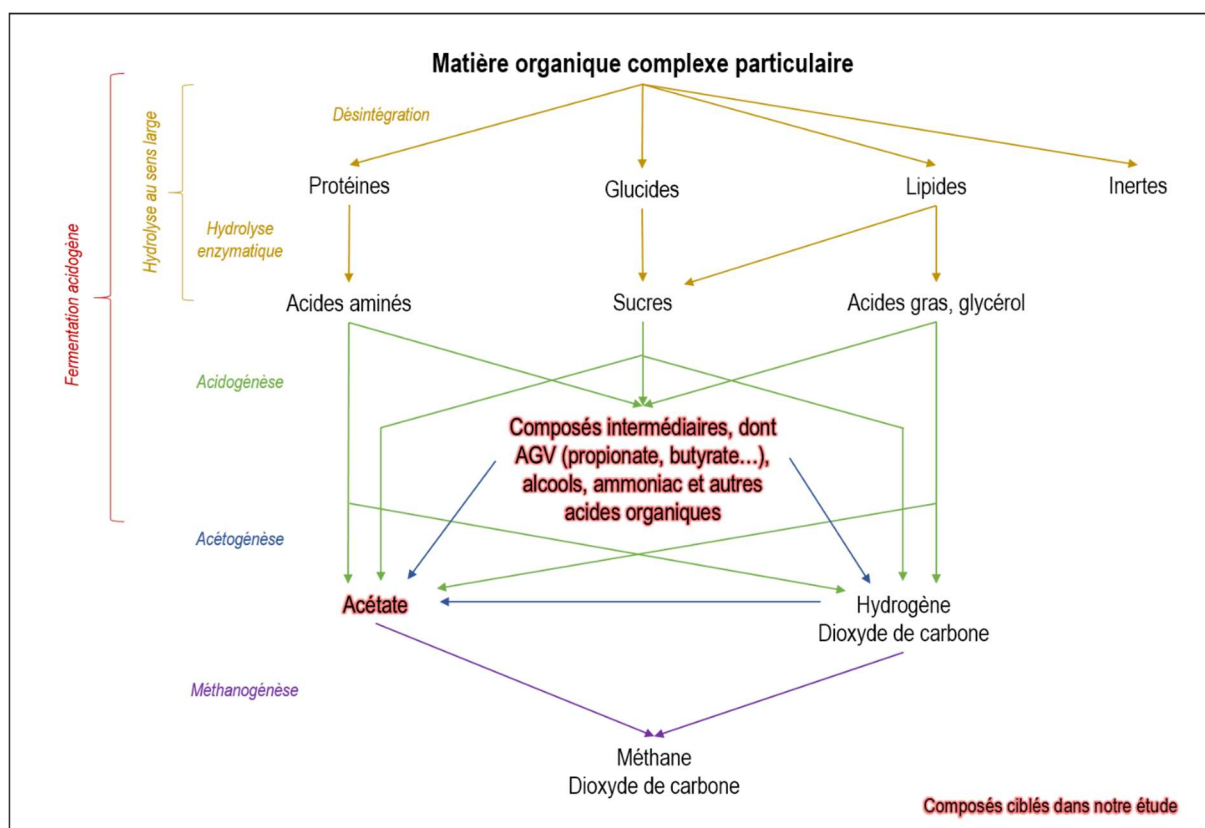 Matière organique complexe particulaire
Désintégration
Hydrolyse au sens large
Fermentation acidogène
Protéines
Glucides
Lipides
Inertes
Hydrolyse
enzymatique
Acides aminés
Sucres
Acides gras, glycérol
Acidogénèse
Composés intermédiaires, dont
AGV (propionate, butyrate…),
alcools, ammoniac et autres
acides organiques
Acétogénèse
Acétate
Hydrogène
Dioxyde de carbone
Méthanogénèse
Méthane
Dioxyde de carbone
Composés ciblés dans notre étude